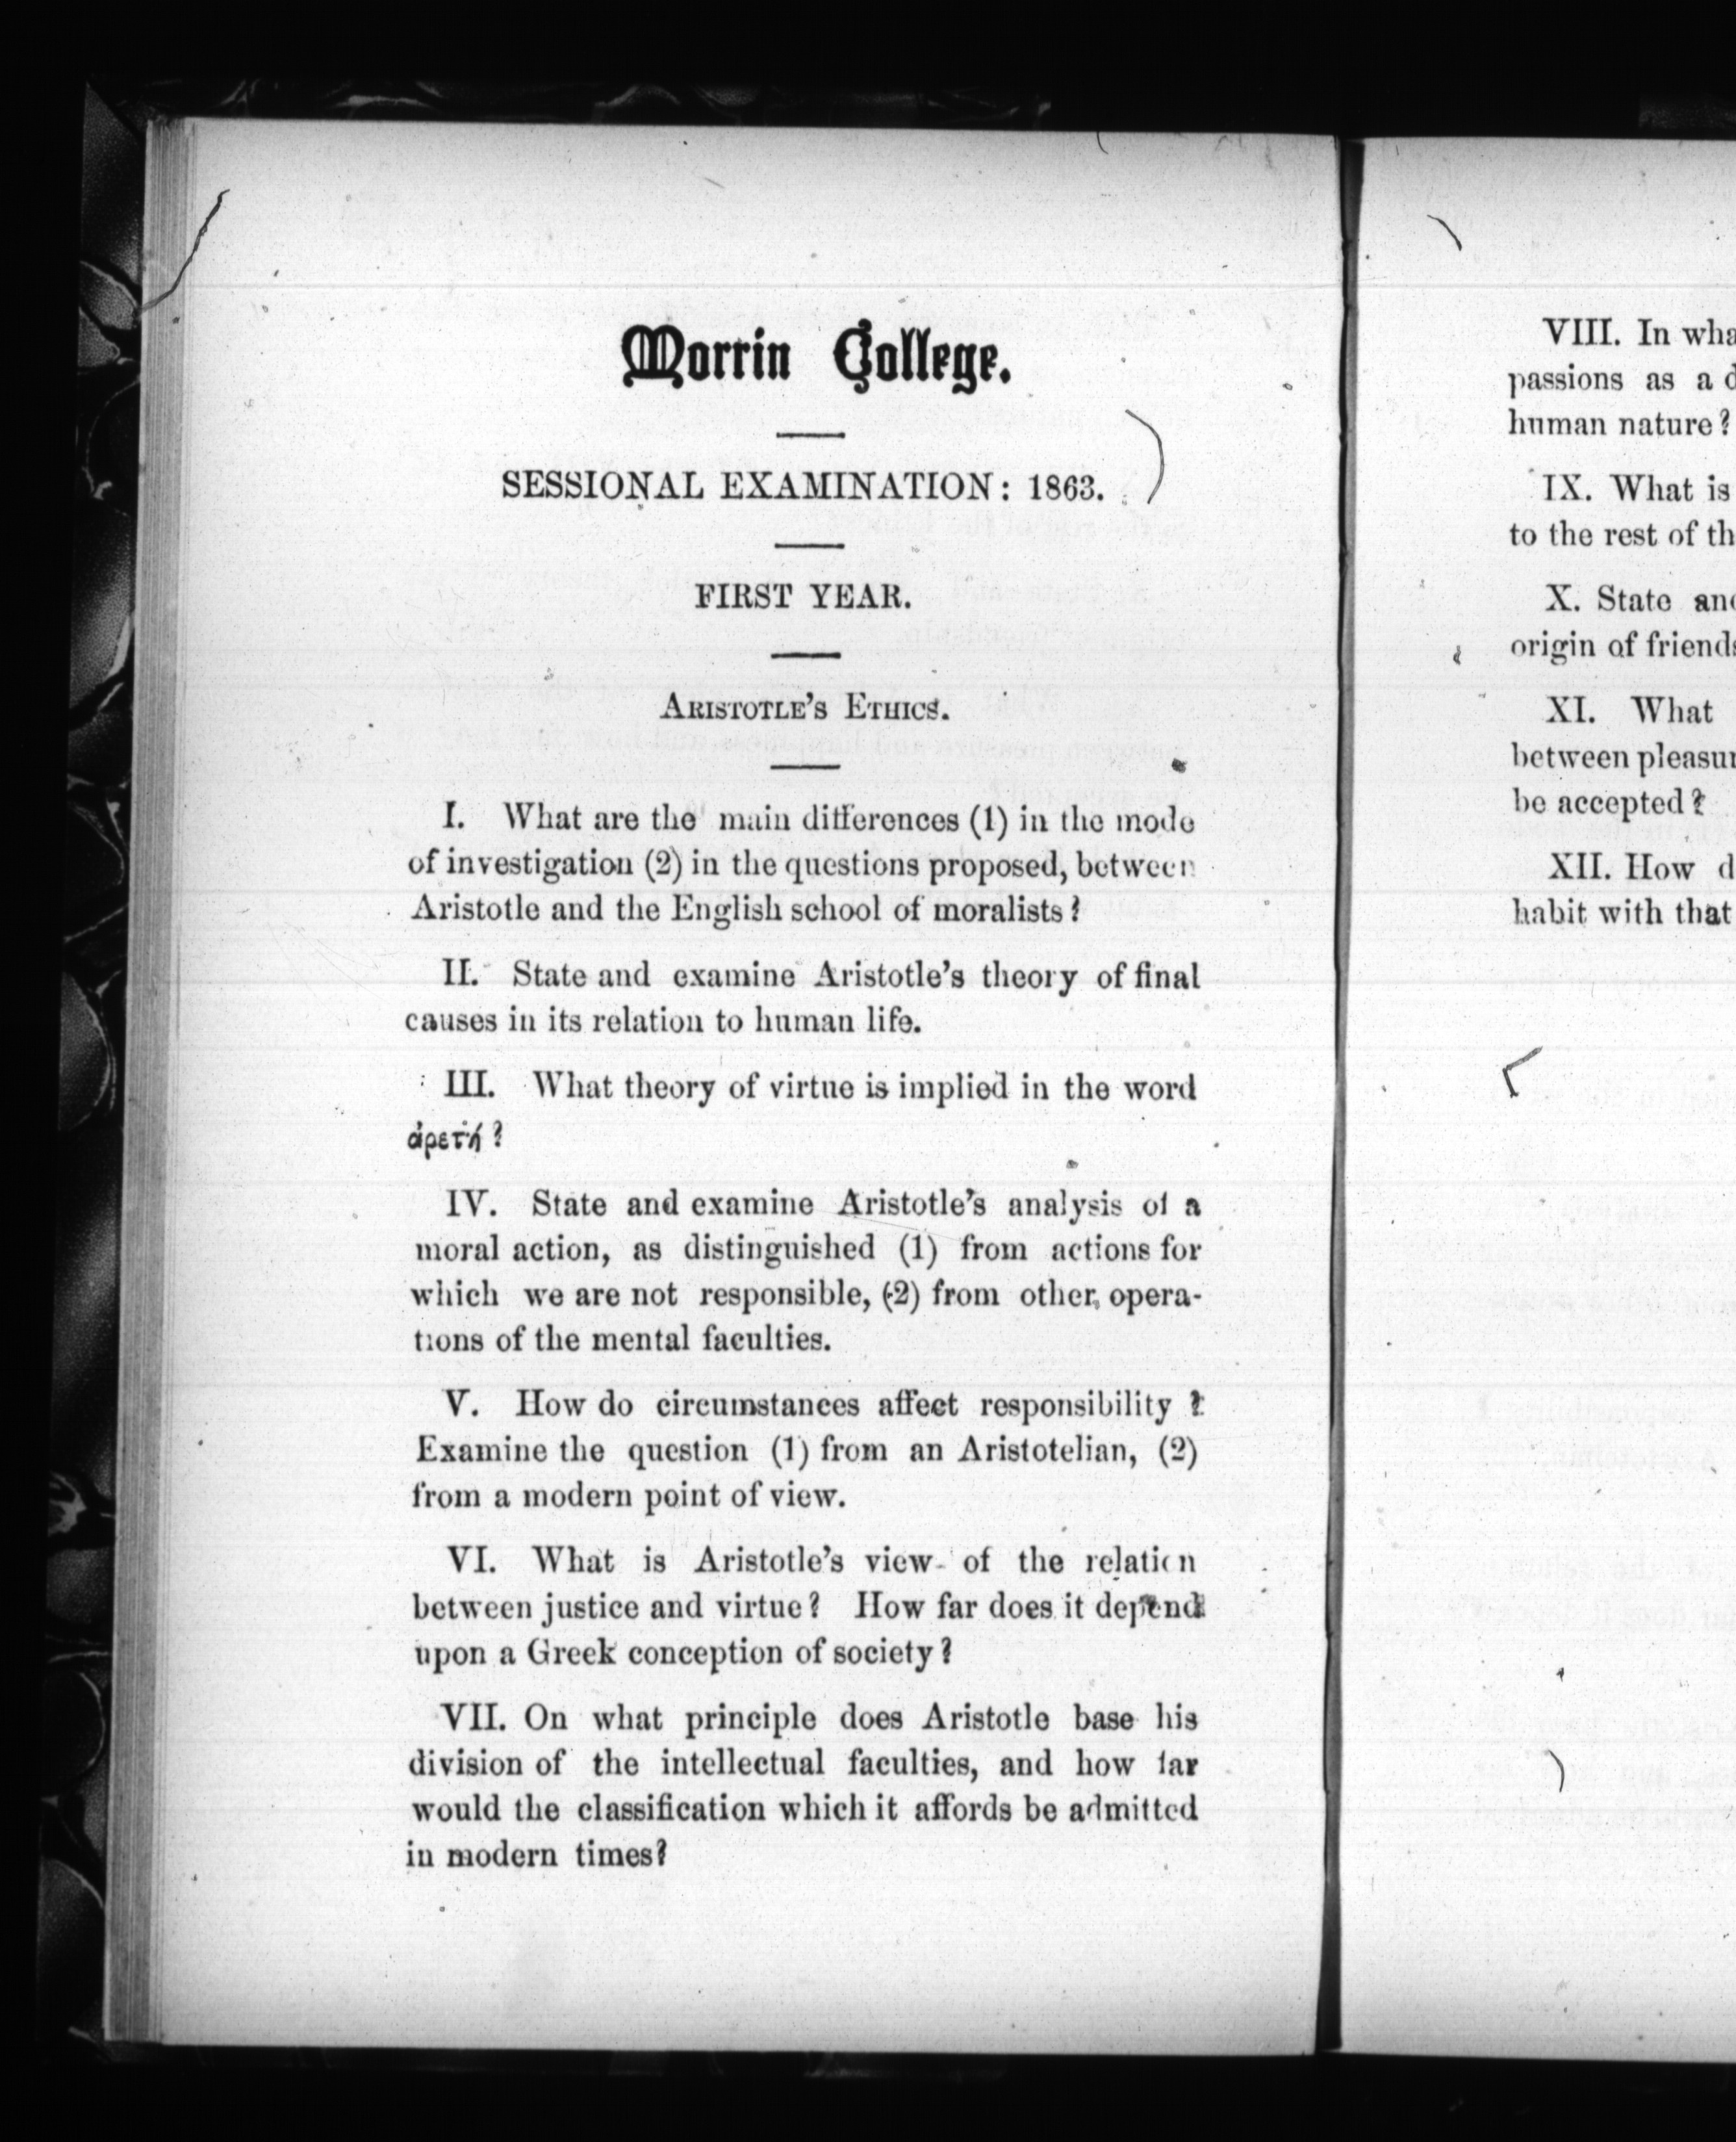 Morrin College.
SESSIONAL EXAMINATION: 1863.
FIRST YEAR.
ARISTOTLE'S ETHICS.
I. What are the main differences (1) in the mode
of investigation (2) in the questions proposed, between
Aristotle and the English school of moralists?
II. State and examine Aristotle's theory of final
causes in its relation to human life.
III. What theory of virtue is implied in the word
ἀρετή?
IV. State and examine Aristotle's analysis of a
moral action, as distinguished (1) from actions for
which we are not responsible, (2) from other opera-
tions of the mental faculties.
V. How do circumstances affect responsibility?
Examine the question (1) from an Aristotelian, (2)
from a modern point of view.
VI. What is Aristotle's view of the relation
between justice and virtue? How far does it depend
upon a Greek conception of society?
VII. On what principle does Aristotle base his
division of the intellectual faculties, and how far
would the classification which it affords be admitted
in modern times?
VIII. In
passions as a
human nature?
IX. What is
to the rest of
X. State
origin of
XI. What
between
be accepted?
XII. How
habit with that